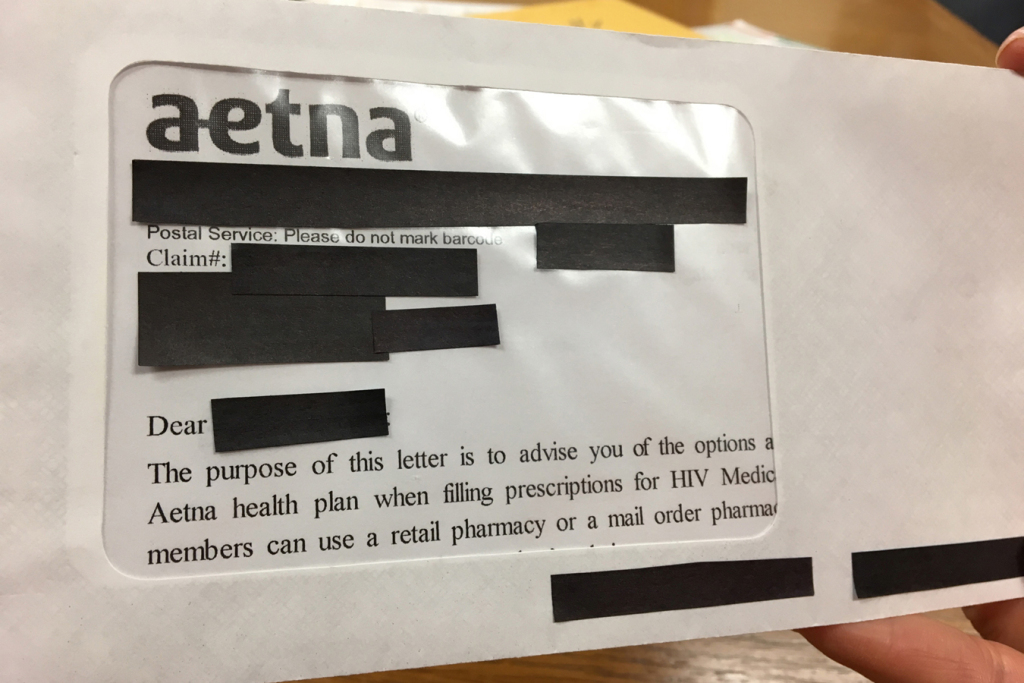 aetna
Postal Service: Please do not mark barcode
Claim#:
Dear
The purpose of this letter is to advise you of the options a
Aetna health plan when filling prescriptions for HIV Medic
members can use a retail pharmacy or a mail order pharmac